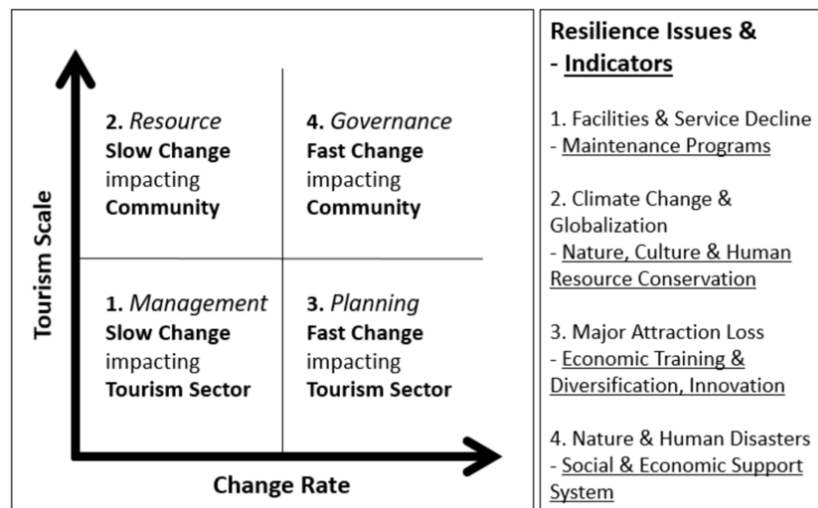 Tourism Scale
2. Resource
Slow Change
impacting
Community
4. Governance
Fast Change
impacting
Community
1. Management
Slow Change
impacting
Tourism Sector
3. Planning
Fast Change
impacting
Tourism Sector
Change Rate
Resilience Issues &
- Indicators
1. Facilities & Service Decline
- Maintenance Programs
2. Climate Change &
Globalization
- Nature, Culture & Human
Resource Conservation
3. Major Attraction Loss
- Economic Training &
Diversification, Innovation
4. Nature & Human Disasters
- Social & Economic Support
System